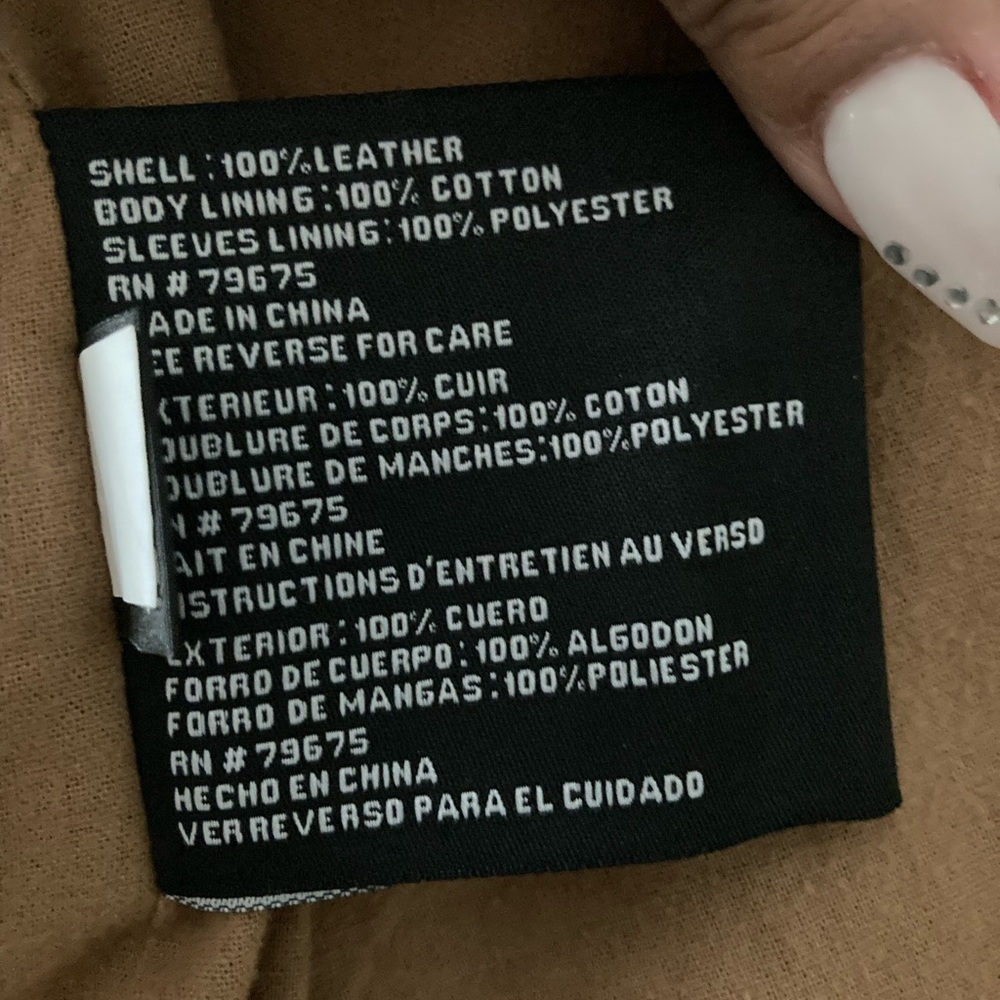 SHELL : 100% LEATHER
BODY LINING : 100% COTTON
SLEEVES LINING : 100% POLYESTER
RN # 79675
ADE IN CHINA
EE REVERSE FOR CARE
XTERIEUR : 100% CUIR
OUBLURE DE CORPS : 100% COTON
OUBLURE DE MANCHES : 100% POLYESTER
N # 79675
AIT EN CHINE
ISTRUCTIONS D'ENTRETIEN AU VERSO
EXTERIOR : 100% CUERO
FORRO DE CUERPO : 100% ALGODON
FORRO DE MANGAS : 100% POLIESTER
RN # 79675
HECHO EN CHINA
VER REVERSO PARA EL CUIDADO